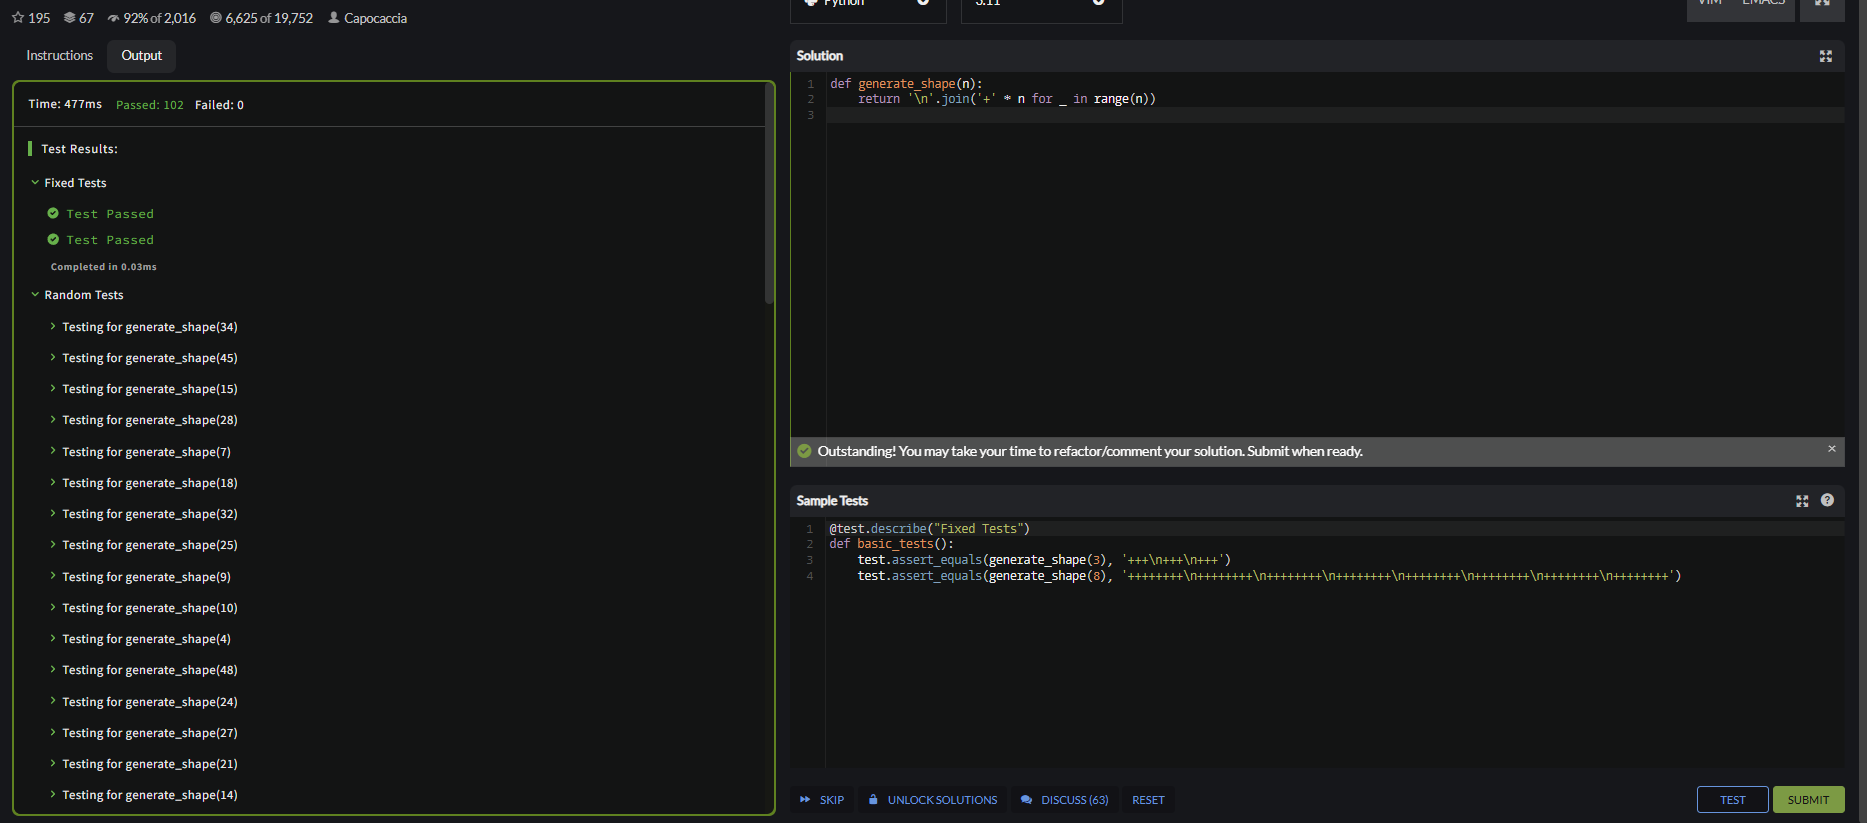 195 67 92% of 2,016 6,625 of 19,752 Capocaccia
Python 3.11 VIM EMACS
Instructions Output
Time: 477ms Passed: 102 Failed: 0
Test Results:
Fixed Tests
Test Passed
Test Passed
Completed in 0.03ms
Random Tests
Testing for generate_shape(34)
Testing for generate_shape(45)
Testing for generate_shape(15)
Testing for generate_shape(28)
Testing for generate_shape(7)
Testing for generate_shape(18)
Testing for generate_shape(32)
Testing for generate_shape(25)
Testing for generate_shape(9)
Testing for generate_shape(10)
Testing for generate_shape(4)
Testing for generate_shape(48)
Testing for generate_shape(24)
Testing for generate_shape(27)
Testing for generate_shape(21)
Testing for generate_shape(14)
Solution
1 def generate_shape(n):
2     return '\n'.join('+' * n for _ in range(n))
3
Outstanding! You may take your time to refactor/comment your solution. Submit when ready.
Sample Tests
1 @test.describe("Fixed Tests")
2 def basic_tests():
3     test.assert_equals(generate_shape(3), '+++\n+++\n+++')
4     test.assert_equals(generate_shape(8), '++++++++\n++++++++\n++++++++\n++++++++\n++++++++\n++++++++\n++++++++\n++++++++')
SKIP UNLOCK SOLUTIONS DISCUSS (63) RESET TEST SUBMIT